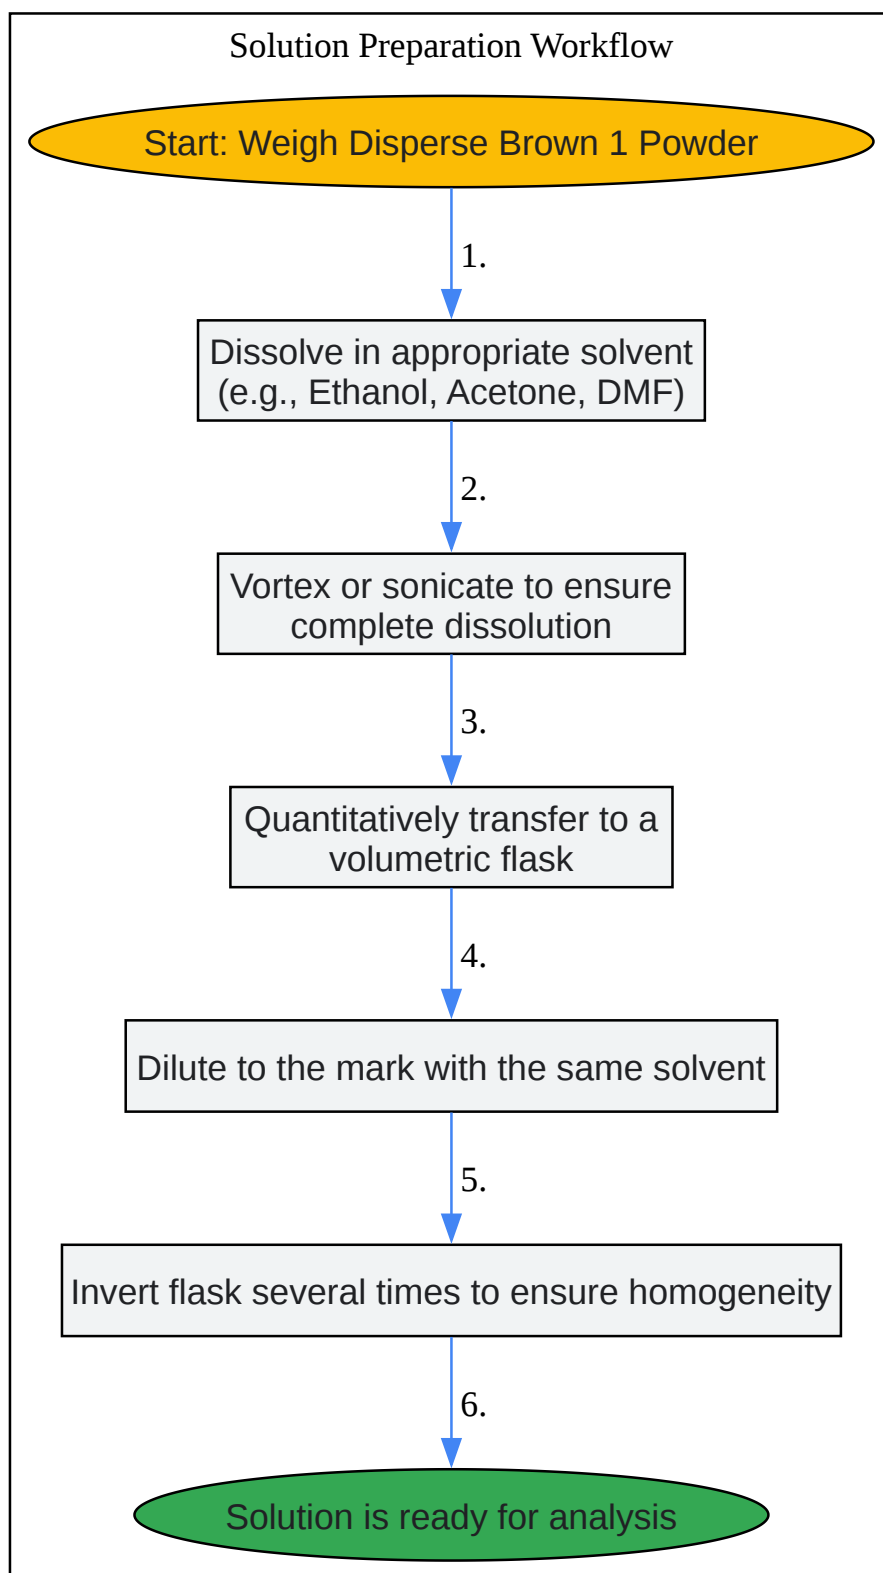 Solution Preparation Workflow
Start: Weigh Disperse Brown 1 Powder
1.
Dissolve in appropriate solvent
(e.g., Ethanol, Acetone, DMF)
2.
Vortex or sonicate to ensure
complete dissolution
3.
Quantitatively transfer to a
volumetric flask
4.
Dilute to the mark with the same solvent
5.
Invert flask several times to ensure homogeneity
6.
Solution is ready for analysis